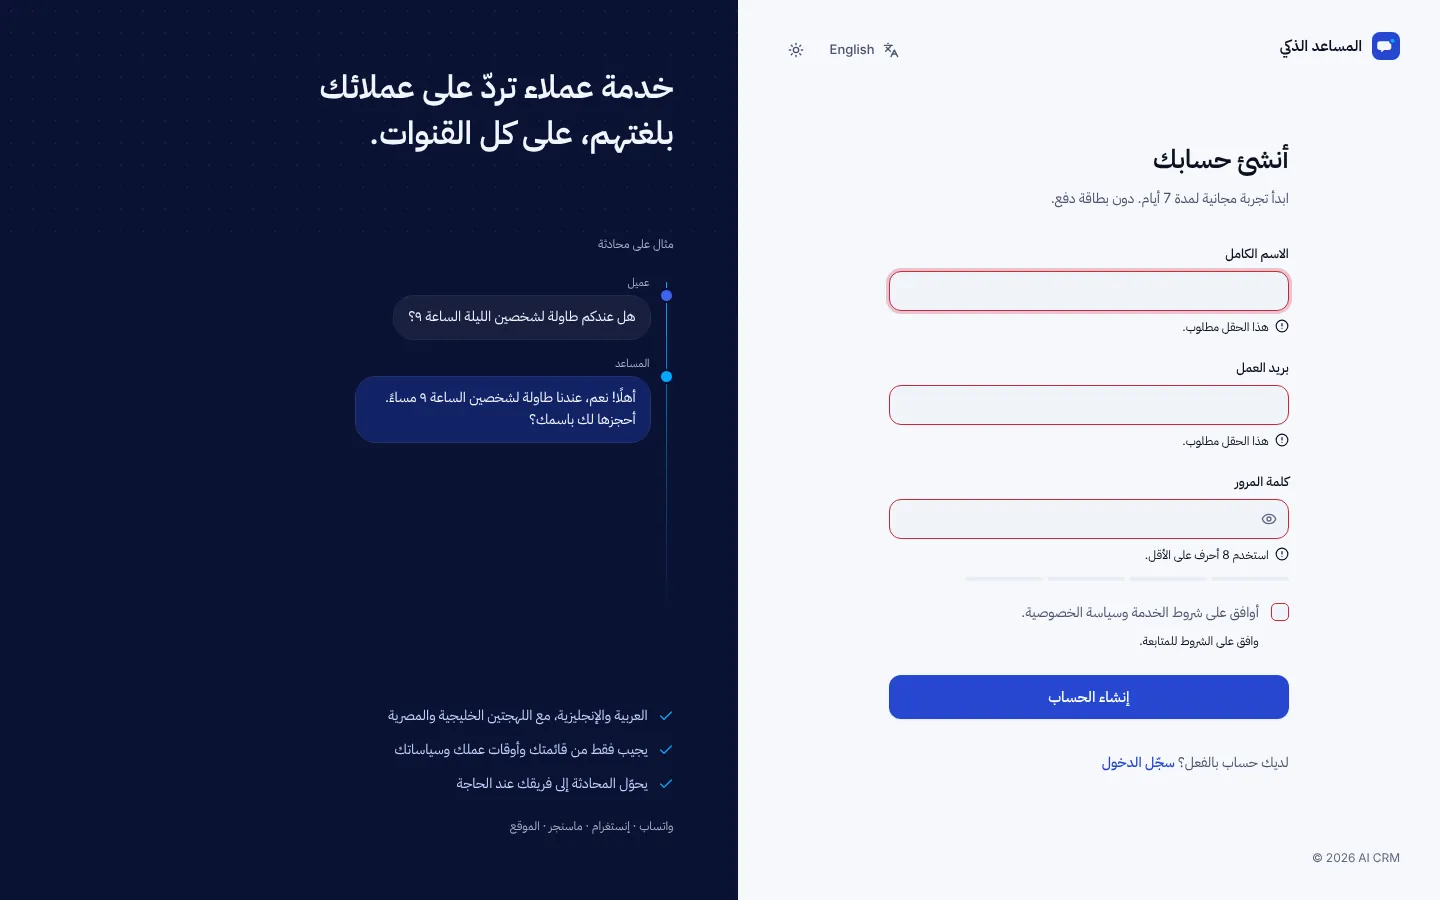 المساعد الذكي
English
أنشئ حسابك
ابدأ تجربة مجانية لمدة 7 أيام. دون بطاقة دفع.
الاسم الكامل
هذا الحقل مطلوب.
بريد العمل
هذا الحقل مطلوب.
كلمة المرور
استخدم 8 أحرف على الأقل.
أوافق على شروط الخدمة وسياسة الخصوصية.
وافق على الشروط للمتابعة.
إنشاء الحساب
لديك حساب بالفعل؟ سجّل الدخول
© 2026 AI CRM
خدمة عملاء تردّ على عملائك
بلغتهم، على كل القنوات.
مثال على محادثة
عميل
هل عندكم طاولة لشخصين الليلة الساعة ٩؟
المساعد
أهلًا! نعم، عندنا طاولة لشخصين الساعة ٩ مساءً.
أحجزها لك باسمك؟
العربية والإنجليزية، مع اللهجتين الخليجية والمصرية
يجيب فقط من قائمتك وأوقات عملك وسياساتك
يحوّل المحادثة إلى فريقك عند الحاجة
واتساب · إنستغرام · ماسنجر · الموقع